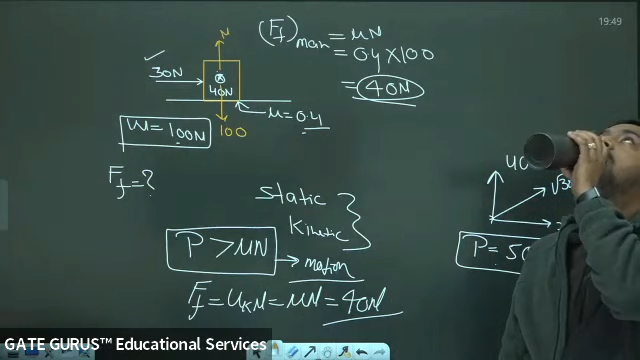 19:49
(Ff)max = μN
= 0.4 × 100
= 40N
N
30N
40N
100
μ = 0.4
W = 100N
Ff = ?
Static
Kinetic
P > μN
→ motion
Ff = μkN = μN = 40N
40
P = 50
GATE GURUS™ Educational Services